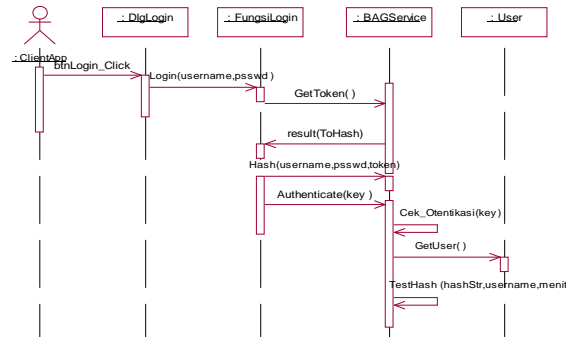 : DlgLogin
: FungsiLogin
: BAGService
: User
: ClientApp
btnLogin_Click
Login(username,psswd )
GetToken( )
result(ToHash)
Hash(username,psswd,token)
Authenticate(key )
Cek_Otentikasi(key)
GetUser( )
TestHash (hashStr,username,menit